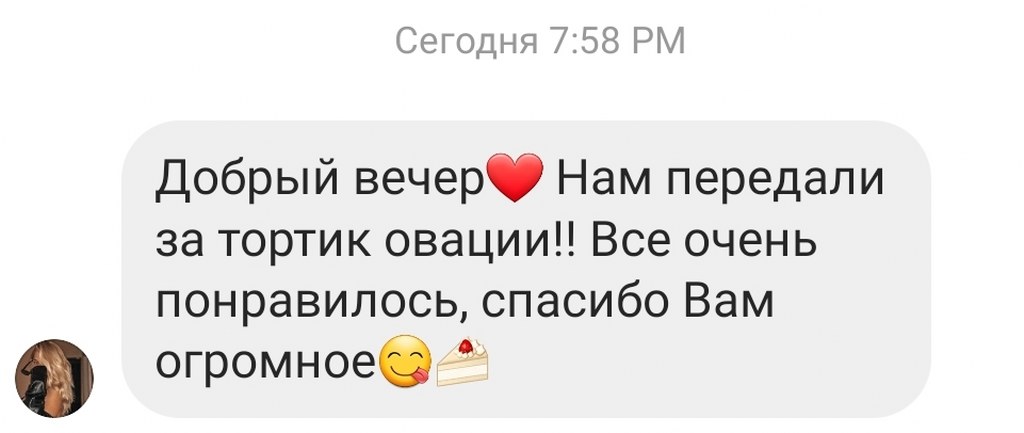 Сегодня 7:58 PM
Добрый вечер❤️ Нам передали
за тортик овации!! Все очень
понравилось, спасибо Вам
огромное😋🍰